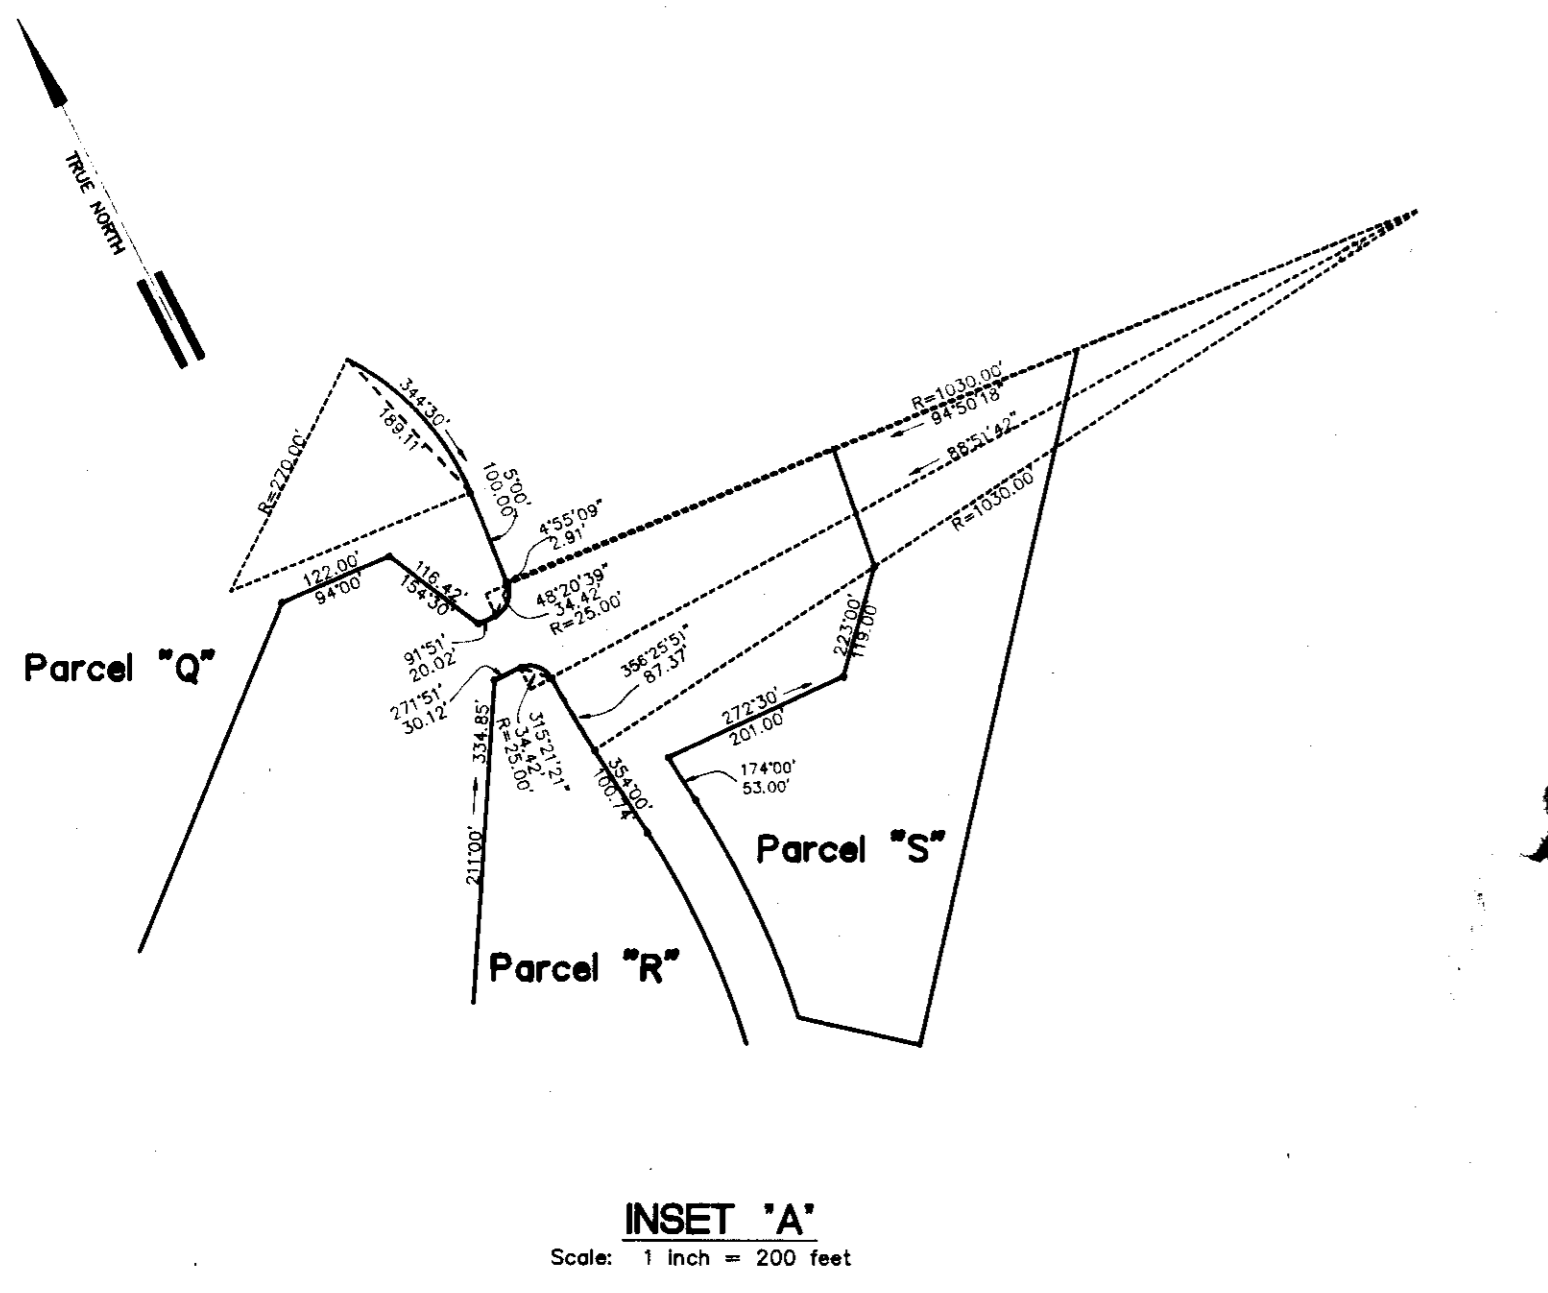 TRUE NORTH
344°30'
189.11'
R=270.00'
5°00'
100.00'
4°55'09"
2.91'
48°20'39"
34.42'
R=25.00'
R=1030.00'
94°50'18"
88°51'42"
R=1030.00'
122.00'
94°00'
116.42'
154°30'
91°51'
20.02'
Parcel "Q"
271°51'
30.12'
356°25'51"
87.37'
223°00'
119.00'
272°30'
201.00'
315°21'21"
34.42'
R=25.00'
354°00'
100.74'
174°00'
53.00'
211°00'
334.85'
Parcel "S"
Parcel "R"
INSET "A"
Scale: 1 inch = 200 feet